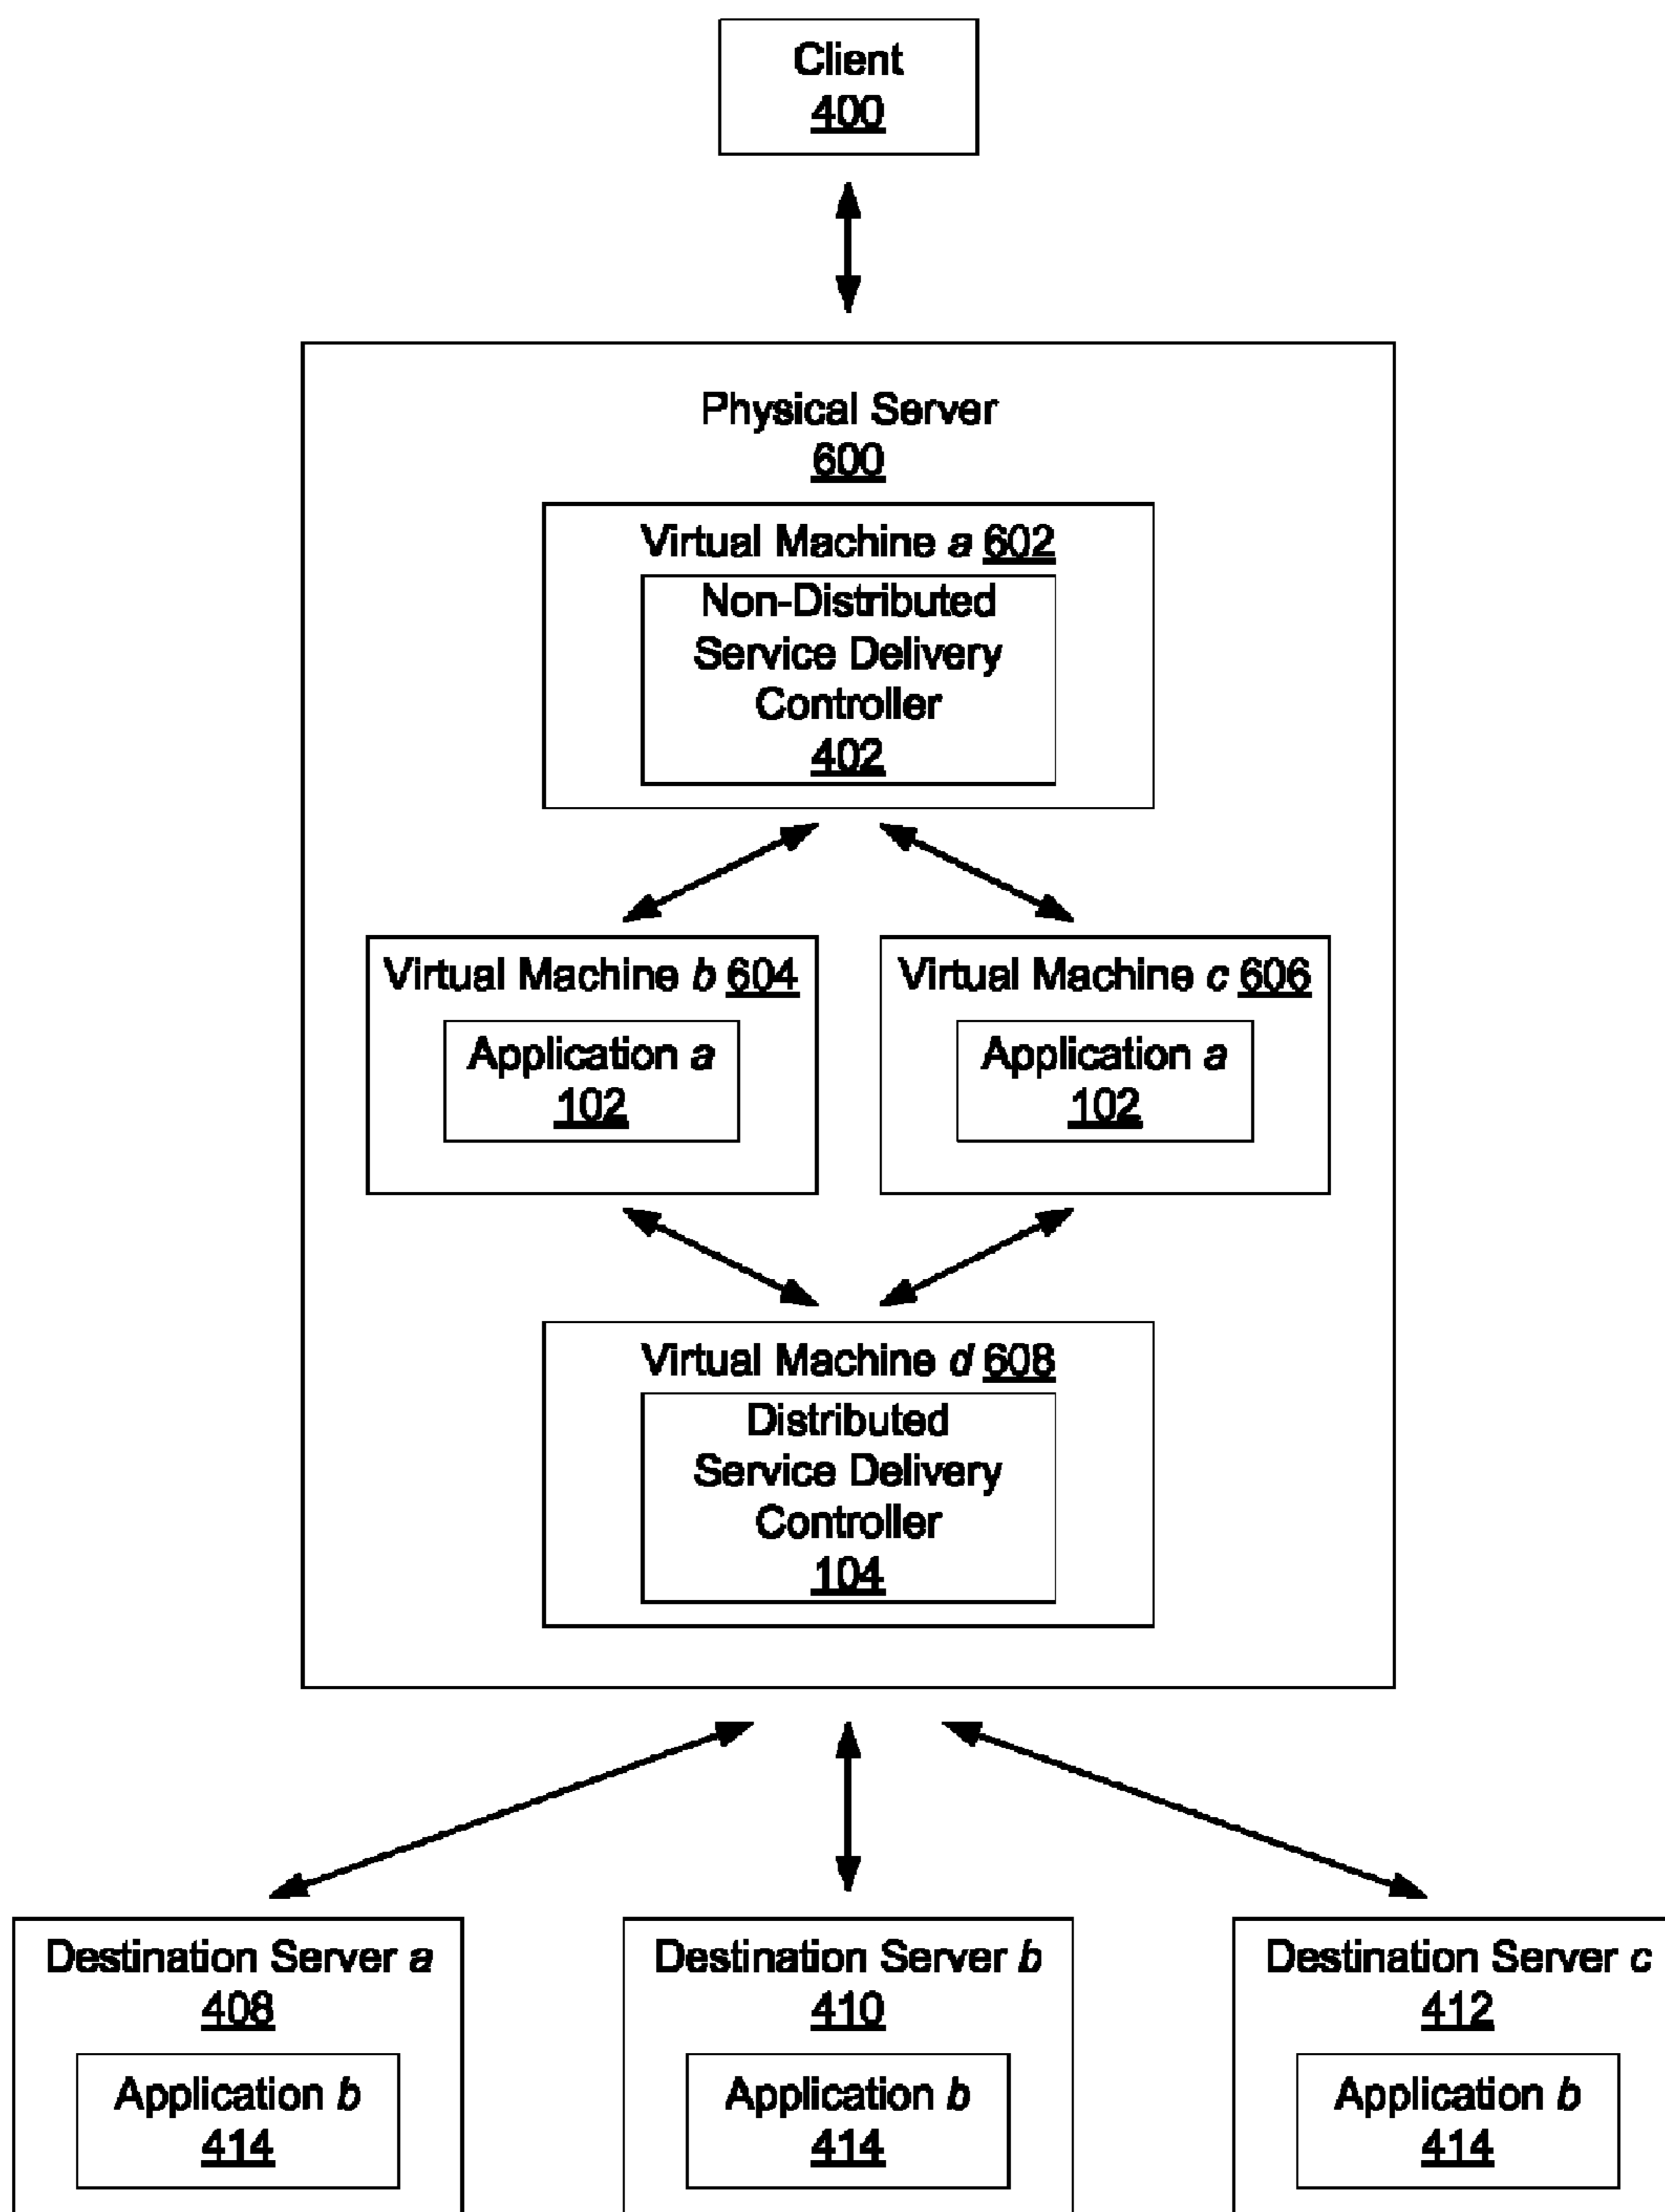 Client
400
Physical Server
600
Virtual Machine a 602
Non-Distributed
Service Delivery
Controller
402
Virtual Machine b 604
Application a
102
Virtual Machine c 606
Application a
102
Virtual Machine d 608
Distributed
Service Delivery
Controller
104
Destination Server a
408
Application b
414
Destination Server b
410
Application b
414
Destination Server c
412
Application b
414